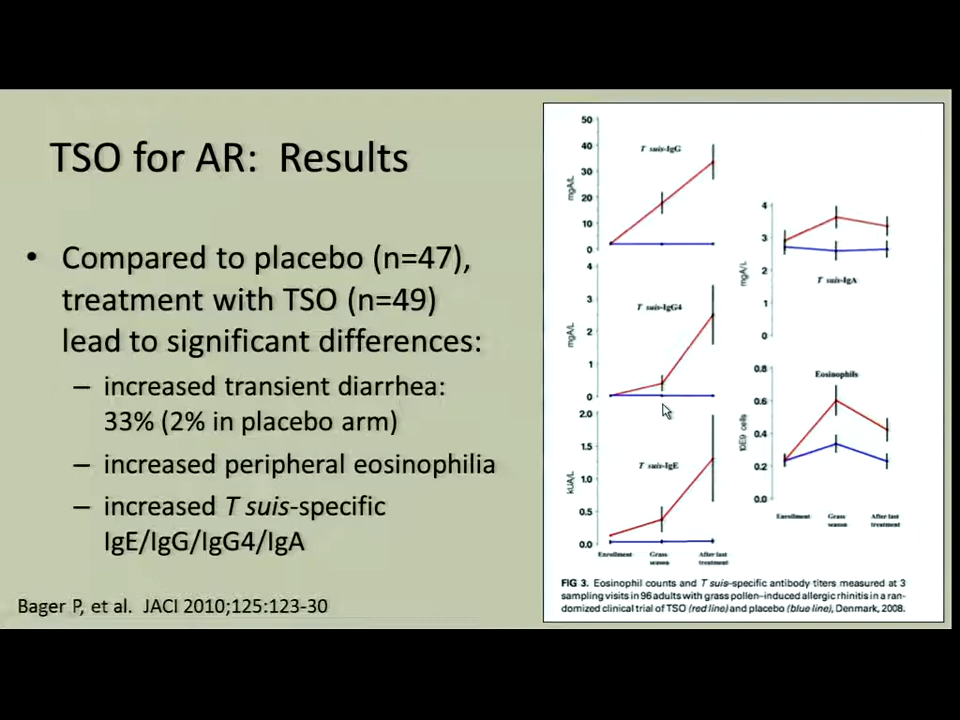 TSO for AR: Results
• Compared to placebo (n=47),
treatment with TSO (n=49)
lead to significant differences:
– increased transient diarrhea:
33% (2% in placebo arm)
– increased peripheral eosinophilia
– increased T suis-specific
IgE/IgG/IgG4/IgA
Bager P, et al. JACI 2010;125:123-30
50
40
30
20
10
0
mgA/L
T suis-IgG
4
3
2
1
0
mgA/L
T suis-IgG4
2.0
1.5
1.0
0.5
0.0
kUA/L
T suis-IgE
Enrollment
Grass
season
After last
treatment
4
3
2
1
0
mgA/L
T suis-IgA
0.8
0.6
0.4
0.2
0.0
10E9 cells
Eosinophils
Enrollment
Grass
season
After last
treatment
FIG 3. Eosinophil counts and T suis-specific antibody titers measured at 3
sampling visits in 96 adults with grass pollen–induced allergic rhinitis in a ran-
domized clinical trial of TSO (red line) and placebo (blue line), Denmark, 2008.